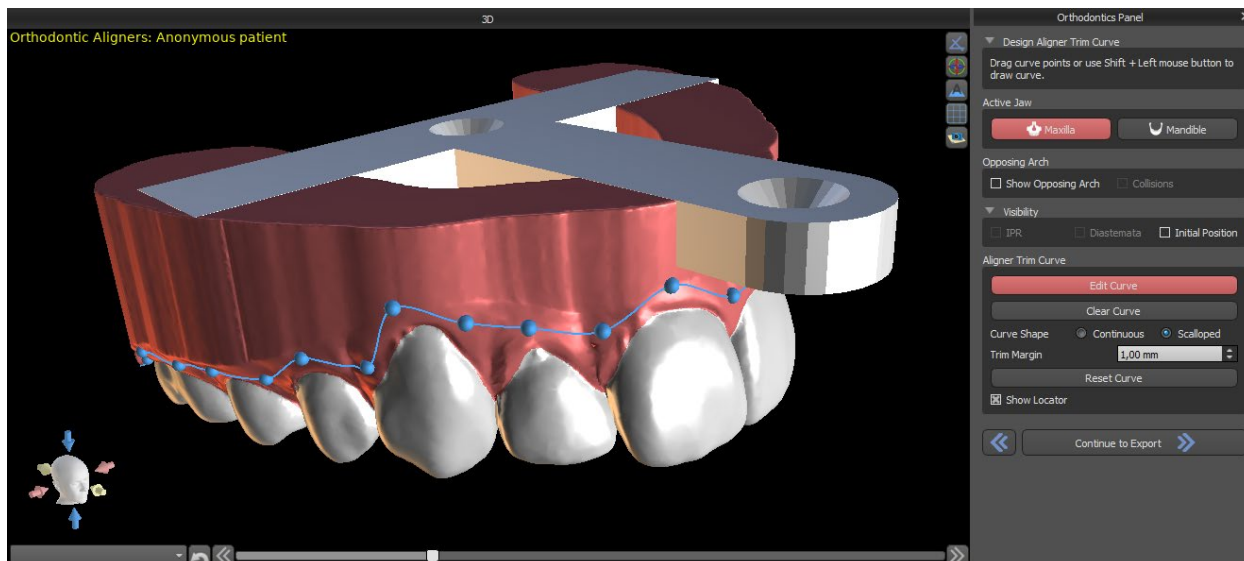 3D
Orthodontic Aligners: Anonymous patient
Orthodontics Panel
Design Aligner Trim Curve
Drag curve points or use Shift + Left mouse button to
draw curve.
Active Jaw
Maxilla
Mandible
Opposing Arch
Show Opposing Arch
Collisions
Visibility
IPR
Diastemata
Initial Position
Aligner Trim Curve
Edit Curve
Clear Curve
Curve Shape
Continuous
Scalloped
Trim Margin
1,00 mm
Reset Curve
Show Locator
Continue to Export